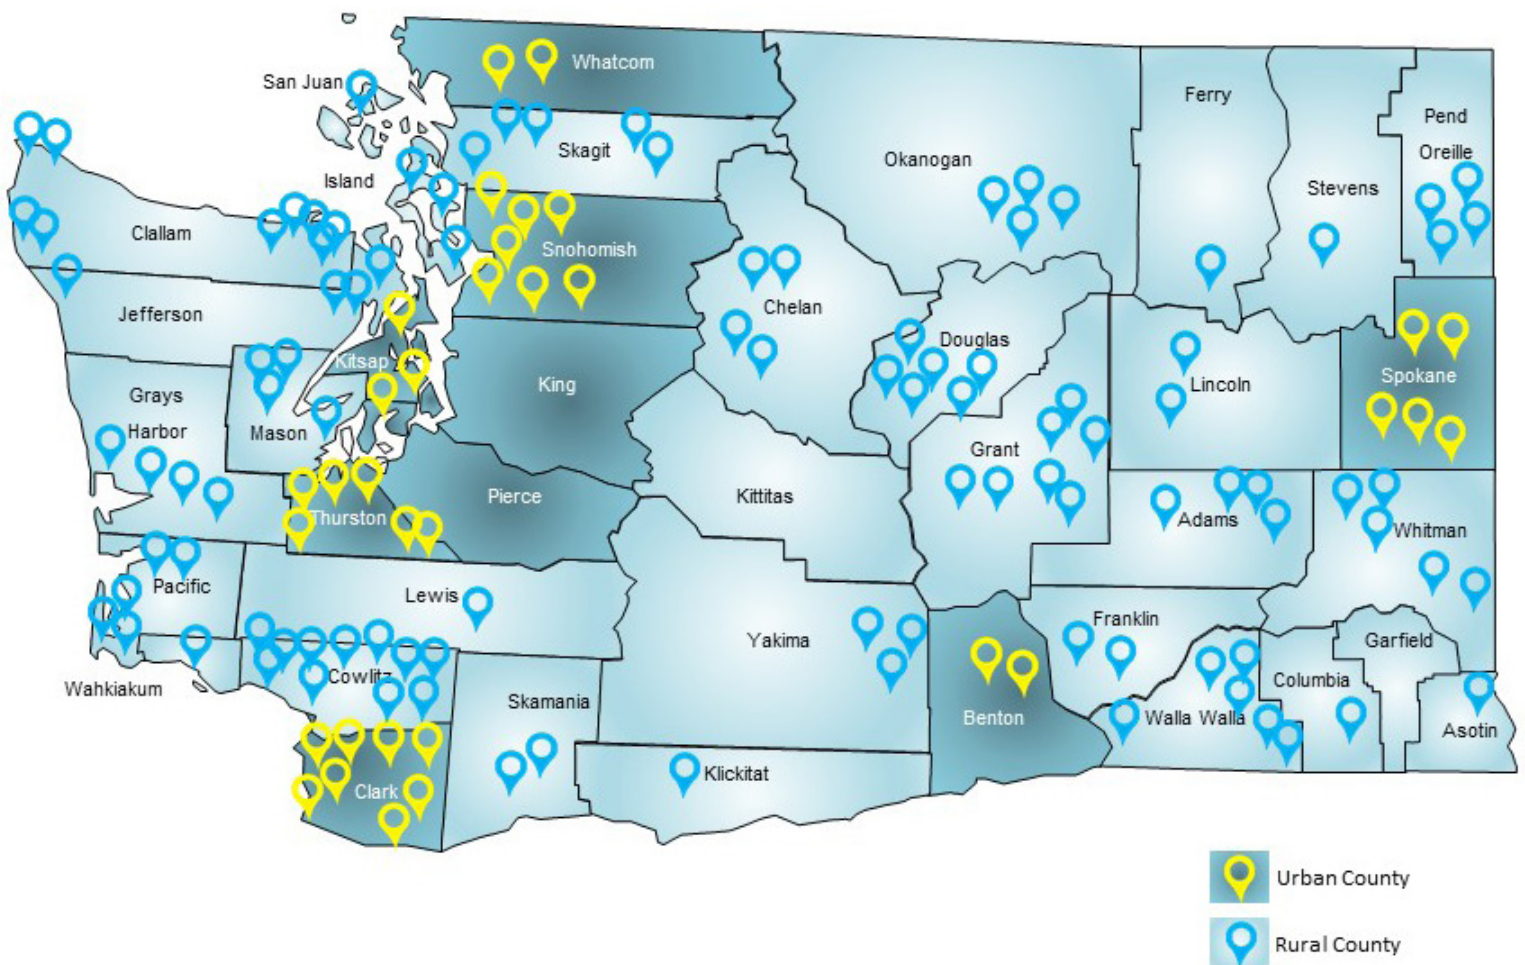 Whatcom
San Juan
Ferry
Pend
Oreille
Skagit
Okanogan
Island
Stevens
Clallam
Snohomish
Chelan
Jefferson
Douglas
Kitsap
King
Lincoln
Spokane
Grays
Harbor
Mason
Grant
Pierce
Kittitas
Thurston
Adams
Whitman
Pacific
Lewis
Franklin
Yakima
Garfield
Wahkiakum
Cowlitz
Columbia
Skamania
Benton
Walla Walla
Asotin
Klickitat
Clark
Urban County
Rural County